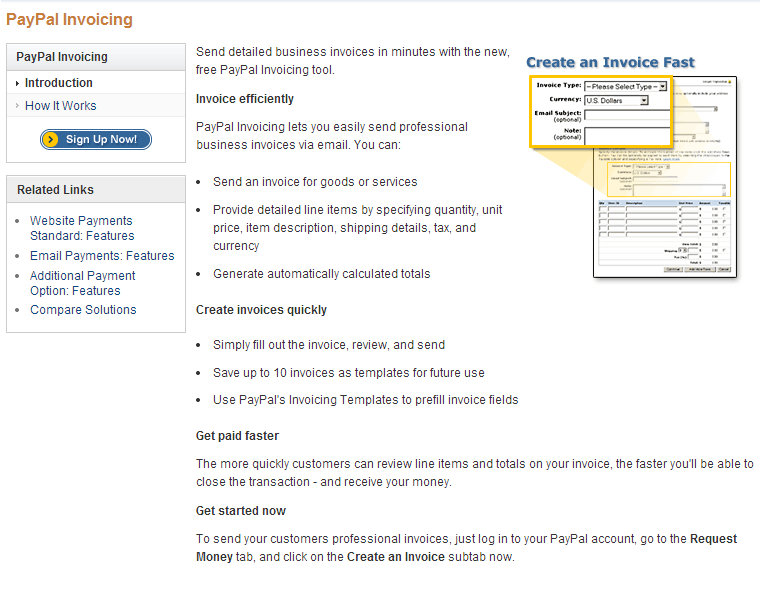 PayPal Invoicing
PayPal Invoicing
Introduction
How It Works
Sign Up Now!
Related Links
Website Payments
Standard: Features
Email Payments: Features
Additional Payment
Option: Features
Compare Solutions
Send detailed business invoices in minutes with the new,
free PayPal Invoicing tool.
Invoice efficiently
PayPal Invoicing lets you easily send professional
business invoices via email. You can:
Send an invoice for goods or services
Provide detailed line items by specifying quantity, unit
price, item description, shipping details, tax, and
currency
Generate automatically calculated totals
Create an Invoice Fast
Invoice Type: -- Please Select Type --
Currency: U.S. Dollars
Email Subject:
(optional)
Note:
(optional)
Create invoices quickly
Simply fill out the invoice, review, and send
Save up to 10 invoices as templates for future use
Use PayPal's Invoicing Templates to prefill invoice fields
Get paid faster
The more quickly customers can review line items and totals on your invoice, the faster you'll be able to
close the transaction - and receive your money.
Get started now
To send your customers professional invoices, just log in to your PayPal account, go to the Request
Money tab, and click on the Create an Invoice subtab now.